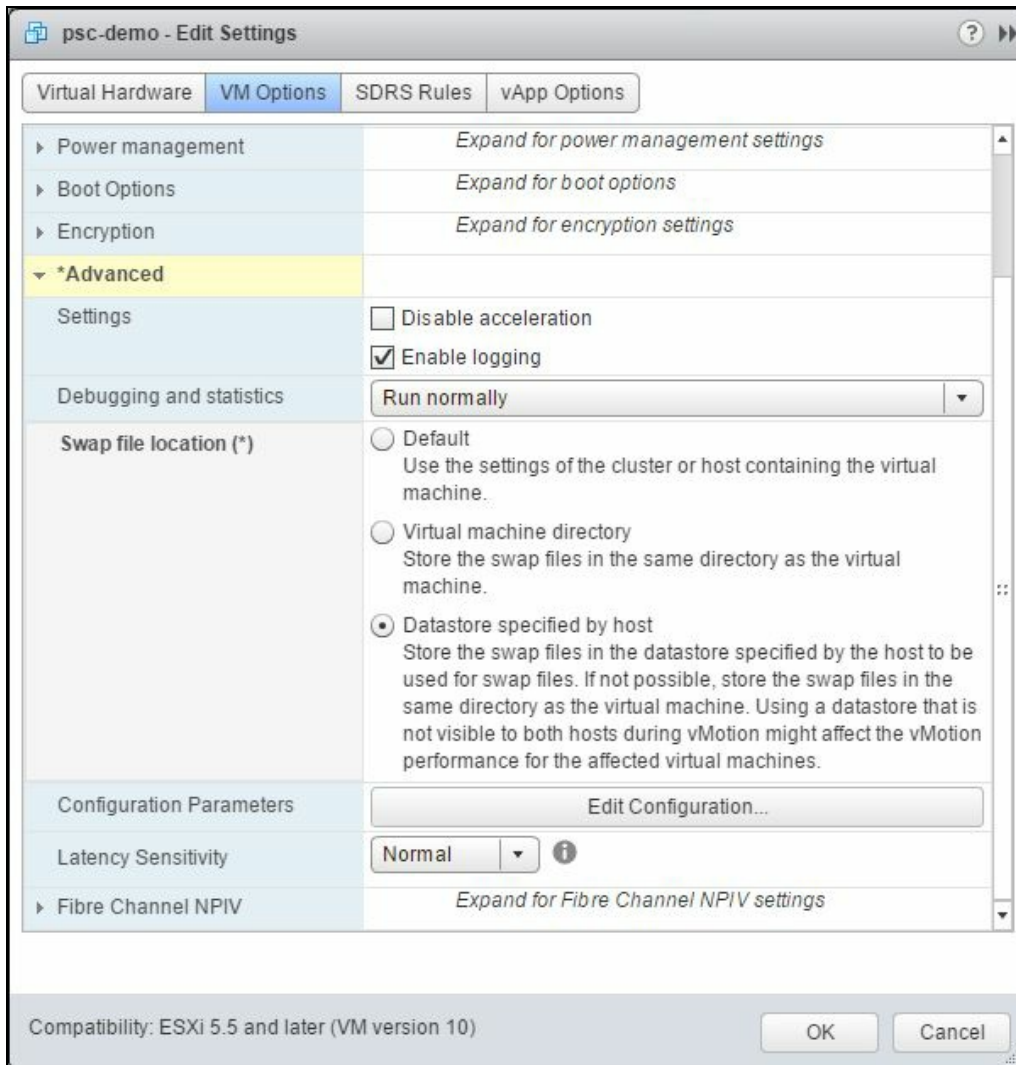 psc-demo - Edit Settings
?
Virtual Hardware VM Options SDRS Rules vApp Options
Power management Expand for power management settings
Boot Options Expand for boot options
Encryption Expand for encryption settings
*Advanced
Settings Disable acceleration
Enable logging
Debugging and statistics Run normally
Swap file location (*) Default
Use the settings of the cluster or host containing the virtual
machine.
Virtual machine directory
Store the swap files in the same directory as the virtual
machine.
Datastore specified by host
Store the swap files in the datastore specified by the host to be
used for swap files. If not possible, store the swap files in the
same directory as the virtual machine. Using a datastore that is
not visible to both hosts during vMotion might affect the vMotion
performance for the affected virtual machines.
Configuration Parameters Edit Configuration...
Latency Sensitivity Normal i
Fibre Channel NPIV Expand for Fibre Channel NPIV settings
Compatibility: ESXi 5.5 and later (VM version 10) OK Cancel